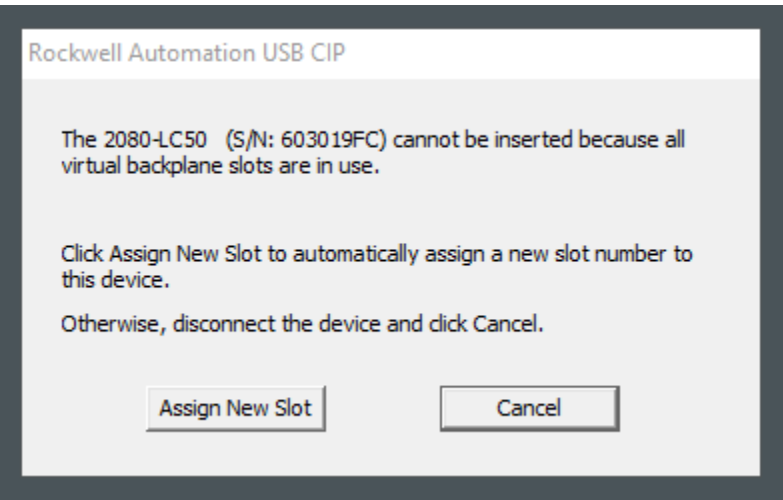 Rockwell Automation USB CIP
The 2080-LC50 (S/N: 603019FC) cannot be inserted because all
virtual backplane slots are in use.
Click Assign New Slot to automatically assign a new slot number to
this device.
Otherwise, disconnect the device and click Cancel.
Assign New Slot
Cancel